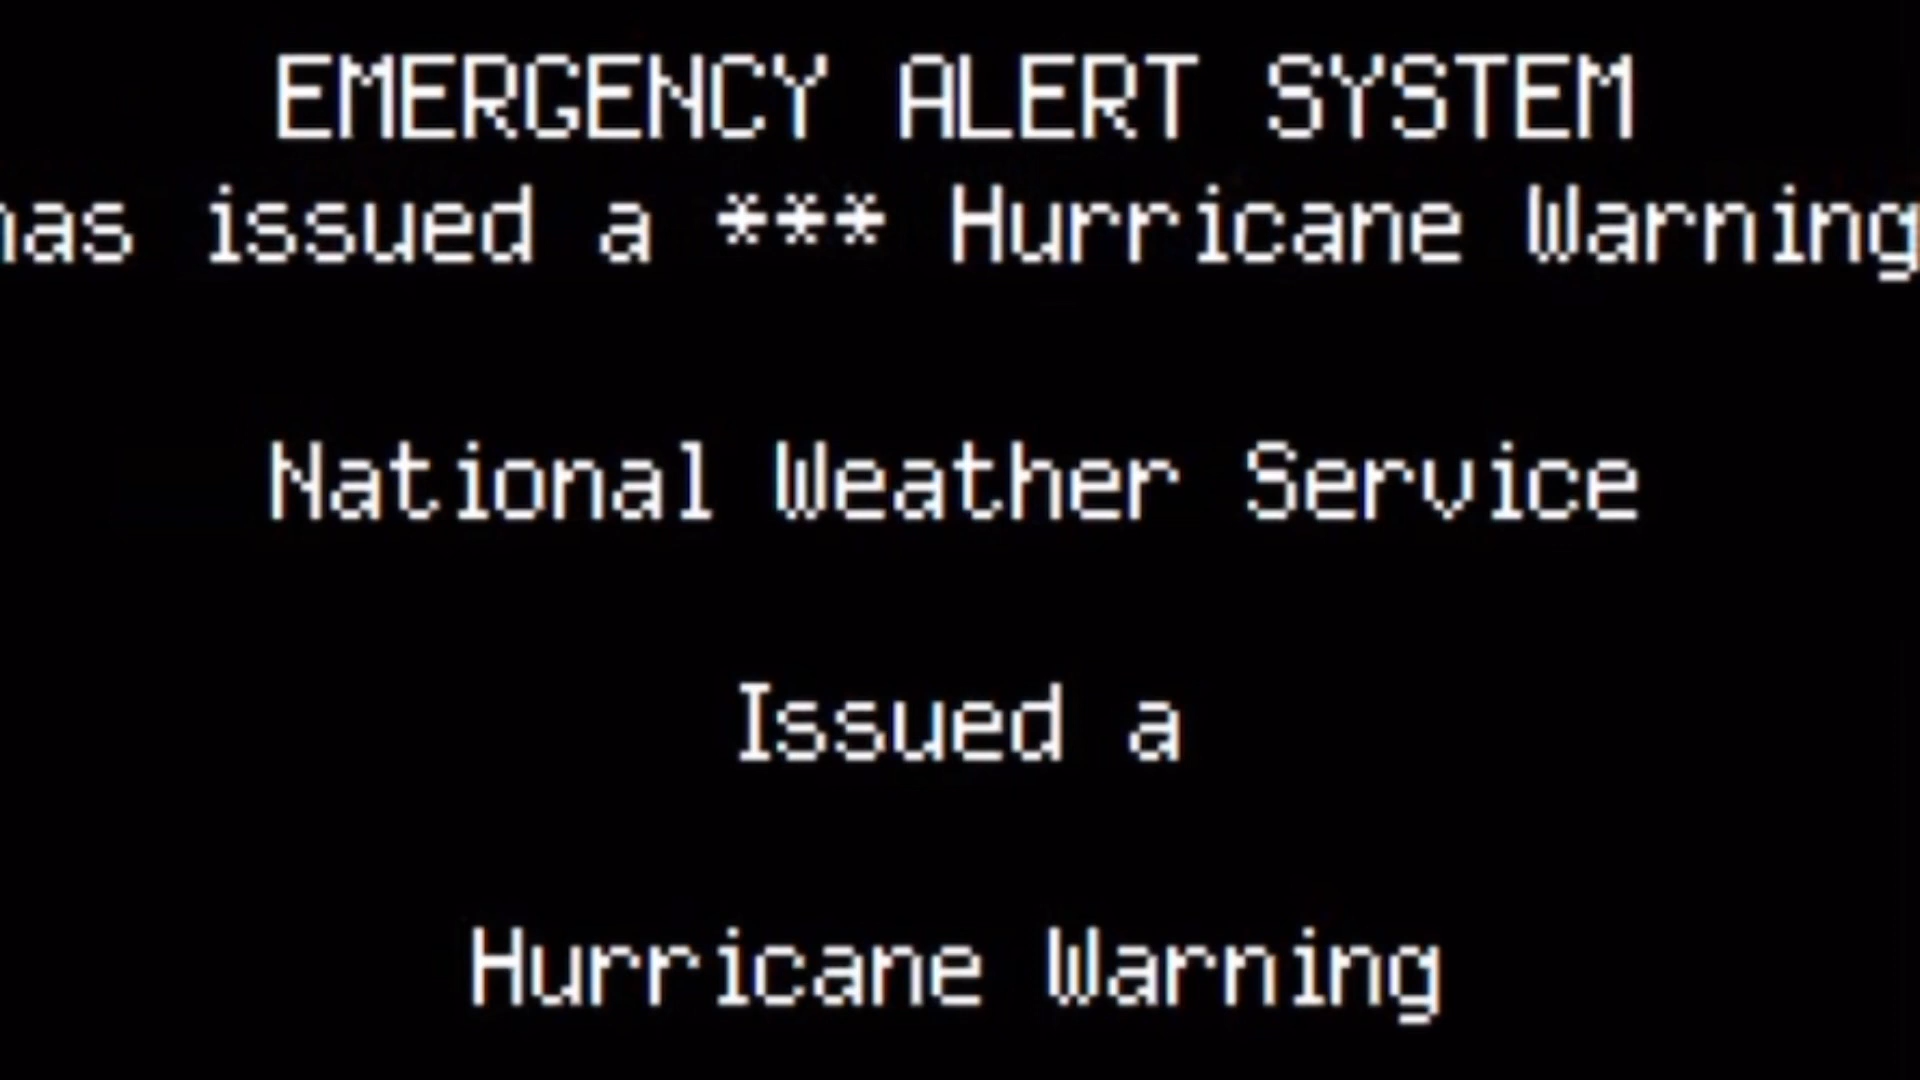 EMERGENCY ALERT SYSTEM
has issued a *** Hurricane Warning
National Weather Service
Issued a
Hurricane Warning